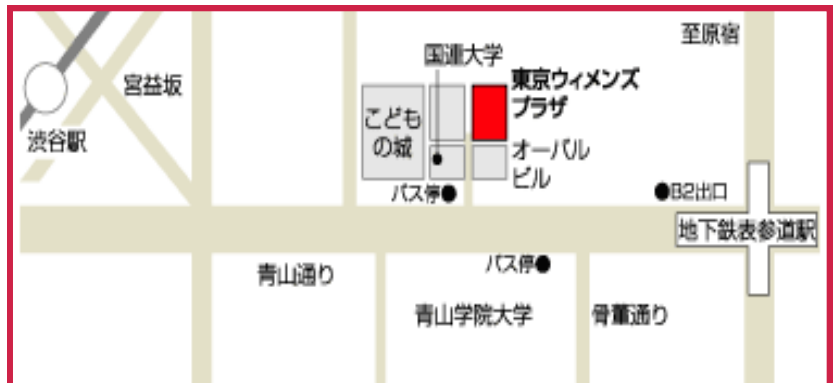 至原宿
国連大学
宮益坂
東京ウィメンズ
プラザ
こども
の城
渋谷駅
オーバル
ビル
バス停
B2出口
地下鉄表参道駅
青山通り
バス停
青山学院大学
骨董通り